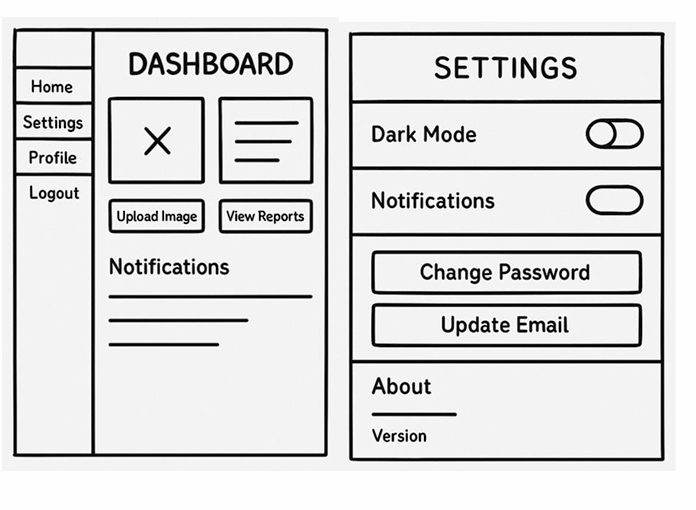 Home
Settings
Profile
Logout
DASHBOARD
Upload Image
View Reports
Notifications
SETTINGS
Dark Mode
Notifications
Change Password
Update Email
About
Version